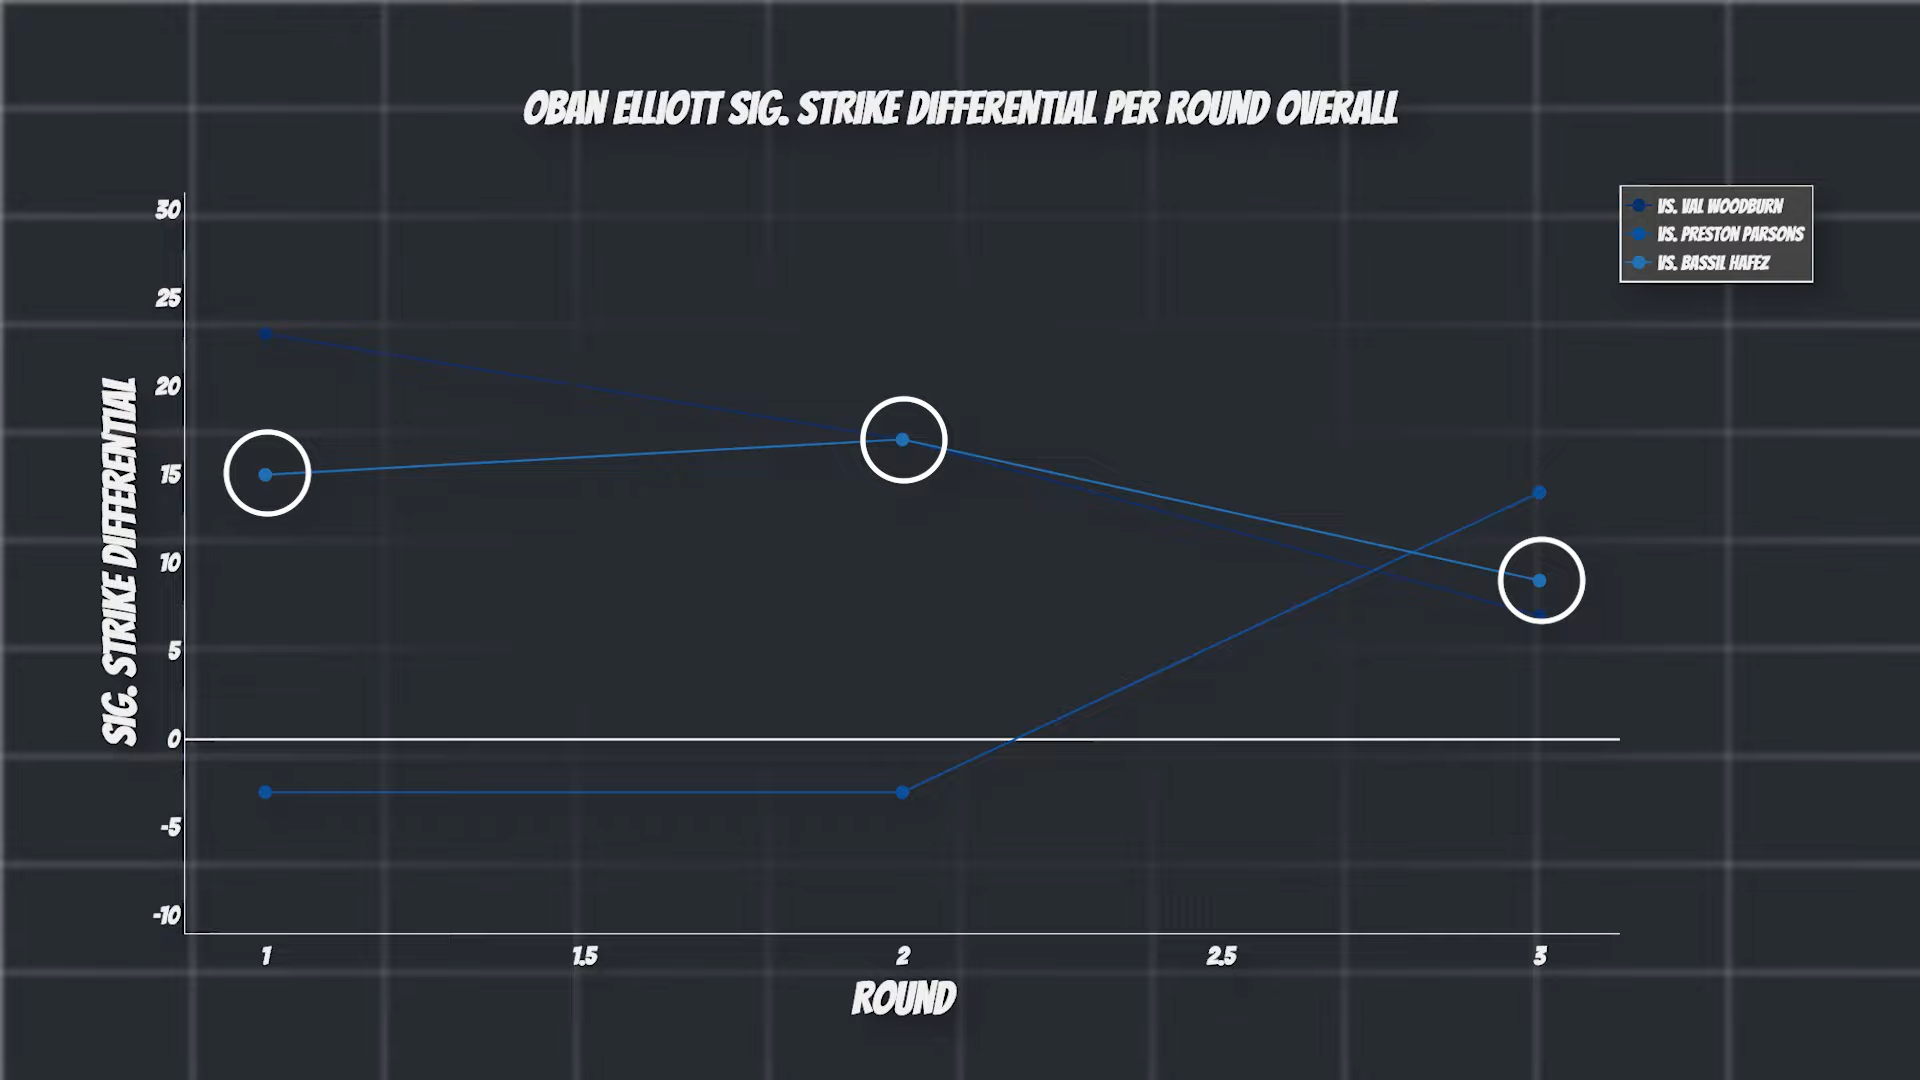 OBAN ELLIOTT SIG. STRIKE DIFFERENTIAL PER ROUND OVERALL
VS. VAL WOODBURN
VS. PRESTON PARSONS
VS. BASSIL HAFEZ
SIG. STRIKE DIFFERENTIAL
30
25
20
15
10
5
0
-5
-10
1 1.5 2 2.5 3
ROUND